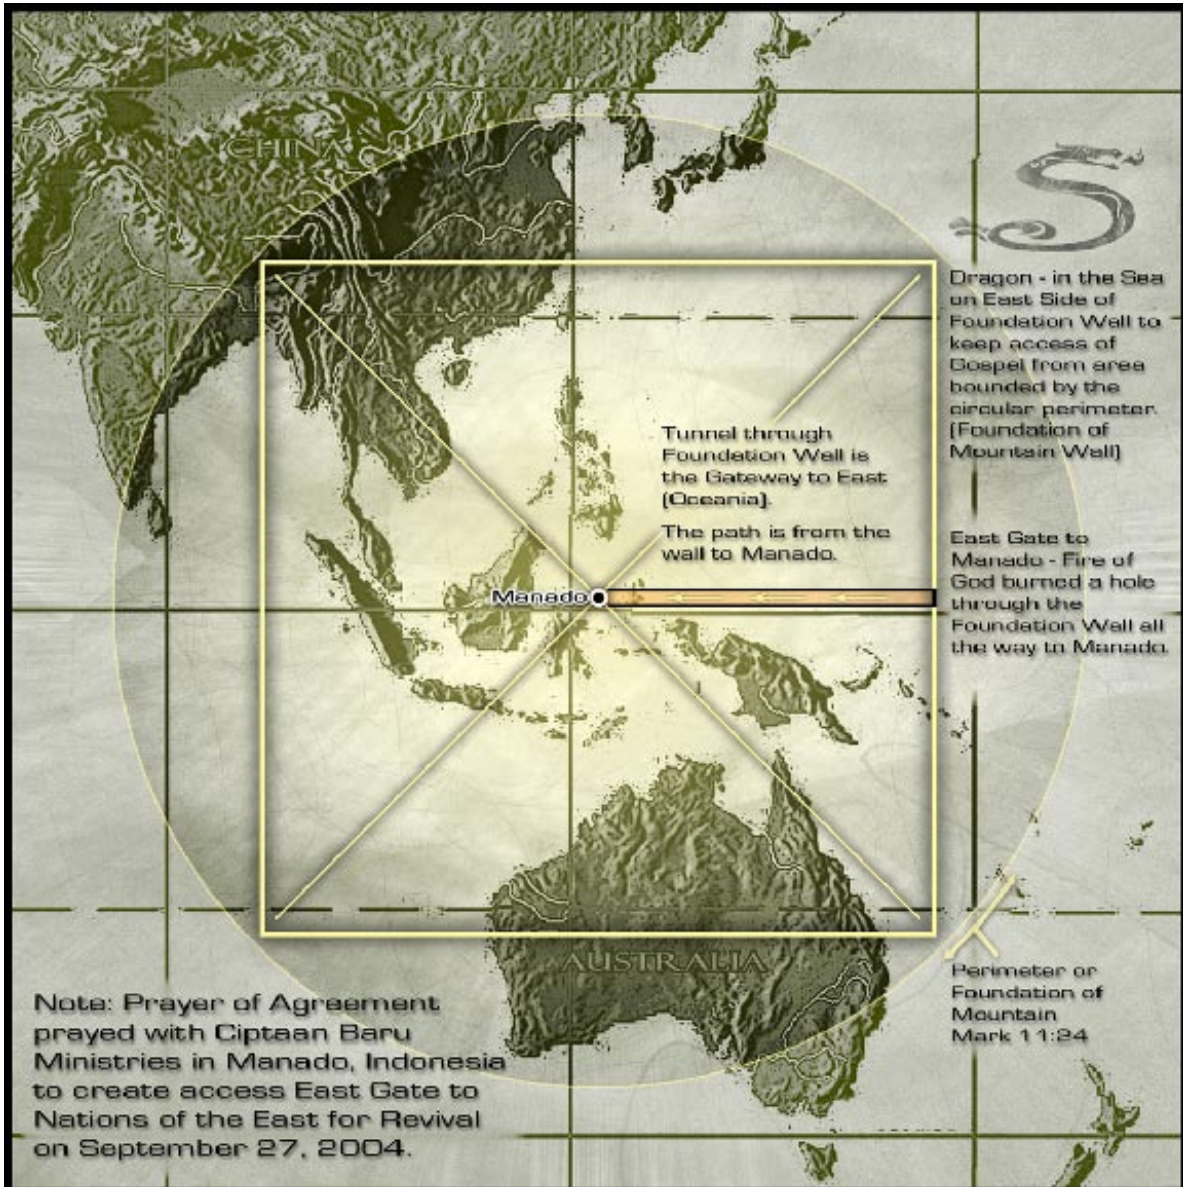 CHINA
Dragon - in the Sea
on East Side of
Foundation Wall to
keep access of
Gospel from area
bounded by the
circular perimeter.
(Foundation of
Mountain Wall)
Tunnel through
Foundation Wall is
the Gateway to East
(Oceania).
The path is from the
wall to Manado.
East Gate to
Manado - Fire of
God burned a hole
through the
Foundation Wall all
the way to Manado.
Manado
AUSTRALIA
Perimeter or
Foundation of
Mountain
Mark 11:24
Note: Prayer of Agreement
prayed with Ciptaan Baru
Ministries in Manado, Indonesia
to create access East Gate to
Nations of the East for Revival
on September 27, 2004.